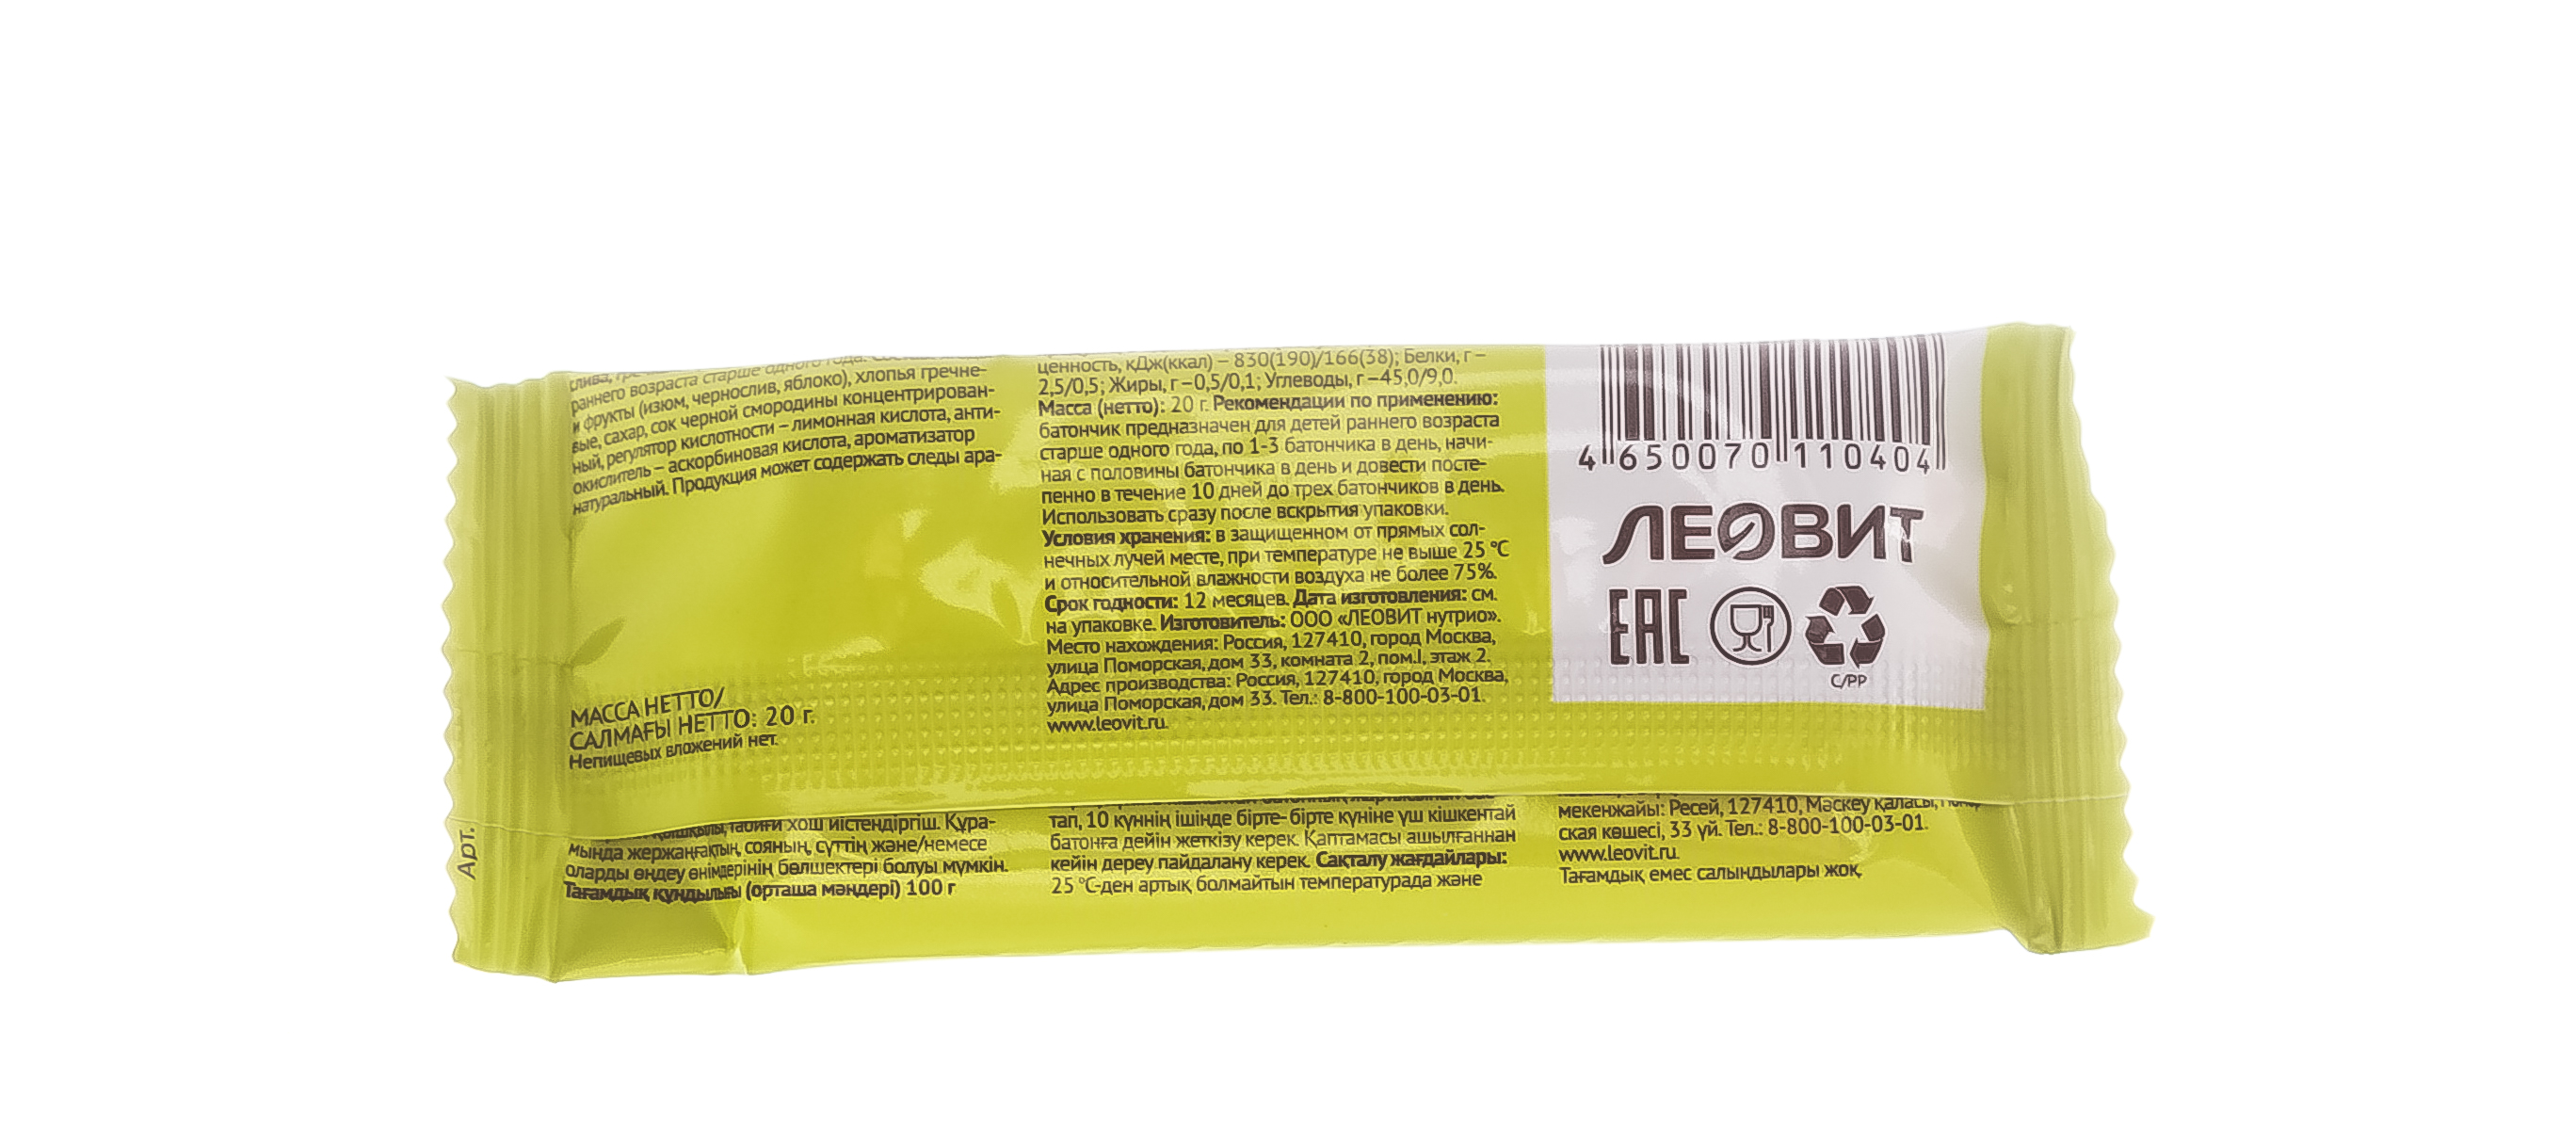 раннего возраста старше одного года.
и фрукты (изюм, чернослив, яблоко), хлопья гречне-
вые, сахар, сок черной смородины концентрирован-
ный, регулятор кислотности – лимонная кислота, анти-
окислитель – аскорбиновая кислота, ароматизатор
натуральный. Продукция может содержать следы ара-
МАССА НЕТТО/
САЛМАҒЫ НЕТТО: 20 г.
Непищевых вложений нет.
ценность, кДж(ккал) – 830(190)/166(38); Белки, г –
2,5/0,5; Жиры, г –0,5/0,1; Углеводы, г –45,0/9,0.
Масса (нетто): 20 г. Рекомендации по применению:
батончик предназначен для детей раннего возраста
старше одного года, по 1-3 батончика в день, начи-
ная с половины батончика в день и довести посте-
пенно в течение 10 дней до трех батончиков в день.
Использовать сразу после вскрытия упаковки.
Условия хранения: в защищенном от прямых сол-
нечных лучей месте, при температуре не выше 25 °C
и относительной влажности воздуха не более 75%.
Срок годности: 12 месяцев. Дата изготовления: см.
на упаковке. Изготовитель: ООО «ЛЕОВИТ нутрио».
Место нахождения: Россия, 127410, город Москва,
улица Поморская, дом 33, комната 2, пом.I, этаж 2.
Адрес производства: Россия, 127410, город Москва,
улица Поморская, дом 33. Тел.: 8-800-100-03-01.
www.leovit.ru.
4 650070 110404
ЛЕОВИТ
ЕАС
C/PP
Арт.
хош иістендіргіш. Құра-
мында жержаңғақтың, сояның, сүттің және/немесе
оларды өңдеу өнімдерінің бөлшектері болуы мүмкін.
Тағамдық құндылығы (орташа мәндері) 100 г
тап, 10 күннің ішінде бірте-бірте күніне үш кішкентай
батонға дейін жеткізу керек. Қаптамасы ашылғаннан
кейін дереу пайдалану керек. Сақталу жағдайлары:
25 °C-ден артық болмайтын температурада және
мекенжайы: Ресей, 127410, Мәскеу Қаласы,
ская көшесі, 33 үй. Тел.: 8-800-100-03-01.
www.leovit.ru.
Тағамдық емес салындылары жоқ.